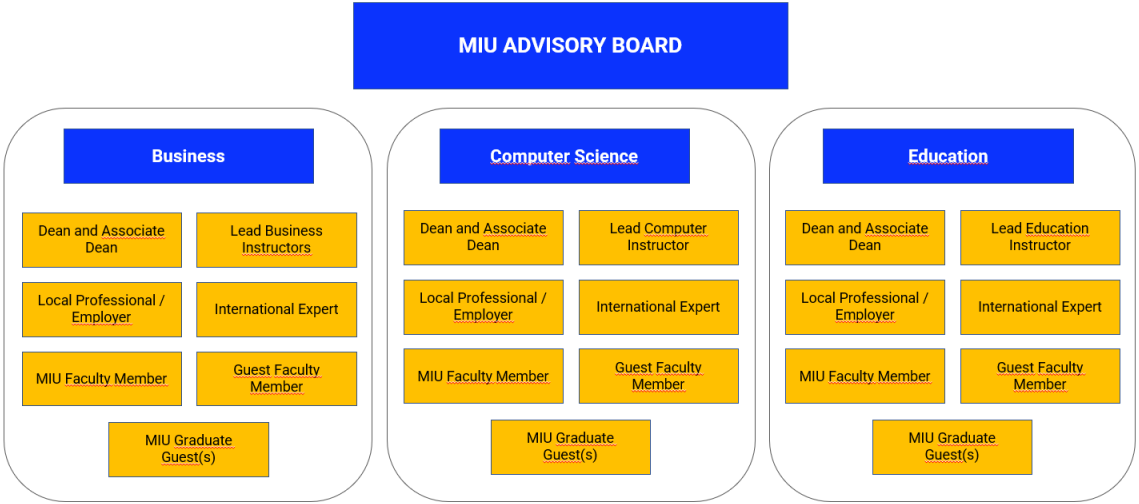 MIU ADVISORY BOARD
Business
Dean and Associate
Dean
Lead Business
Instructors
Local Professional /
Employer
International Expert
MIU Faculty Member
Guest Faculty
Member
MIU Graduate
Guest(s)
Computer Science
Dean and Associate
Dean
Lead Computer
Instructor
Local Professional /
Employer
International Expert
MIU Faculty Member
Guest Faculty
Member
MIU Graduate
Guest(s)
Education
Dean and Associate
Dean
Lead Education
Instructor
Local Professional /
Employer
International Expert
MIU Faculty Member
Guest Faculty
Member
MIU Graduate
Guest(s)